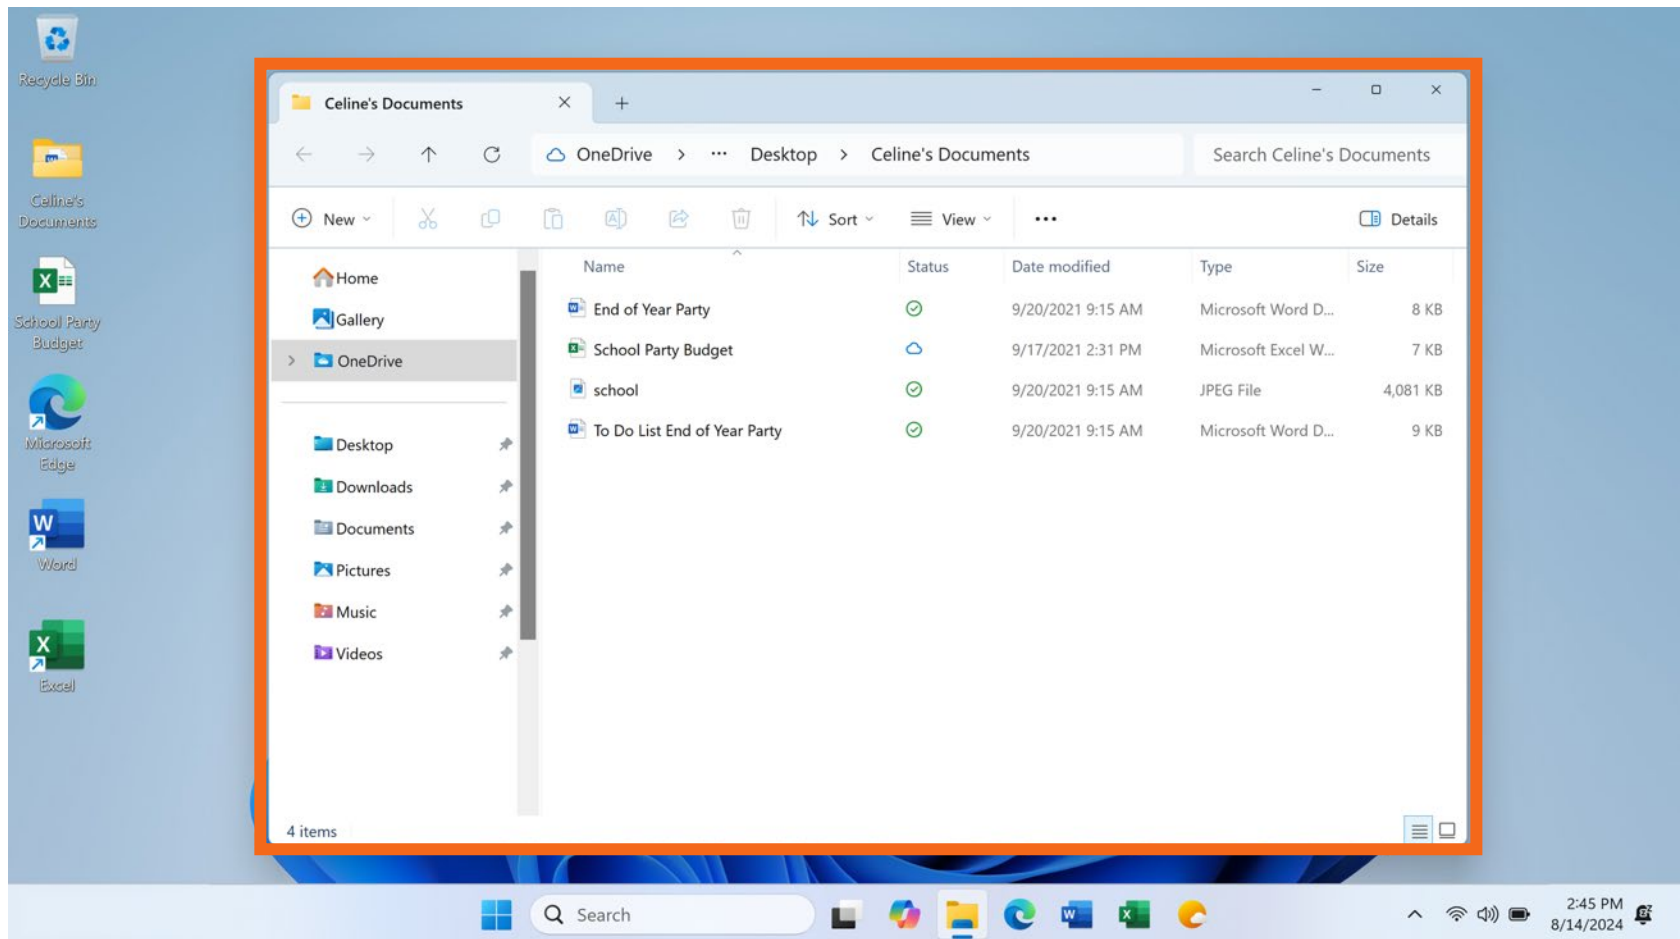 Recycle Bin
Celine's
Documents
School Party
Budget
Microsoft
Edge
Word
Excel
Celine's Documents
OneDrive > ··· Desktop > Celine's Documents
Search Celine's Documents
New
Sort
View
···
Details
Home
Gallery
OneDrive
Desktop
Downloads
Documents
Pictures
Music
Videos
Name Status Date modified Type Size
End of Year Party 9/20/2021 9:15 AM Microsoft Word D... 8 KB
School Party Budget 9/17/2021 2:31 PM Microsoft Excel W... 7 KB
school 9/20/2021 9:15 AM JPEG File 4,081 KB
To Do List End of Year Party 9/20/2021 9:15 AM Microsoft Word D... 9 KB
4 items
Search
2:45 PM
8/14/2024